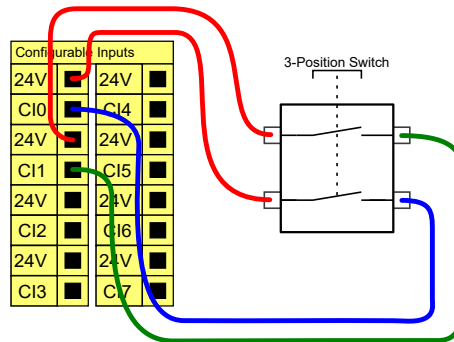 Configurable Inputs
3-Position Switch
24V 24V
CI0 CI4
24V 24V
CI1 CI5
24V 24V
CI2 CI6
24V 24V
CI3 CI7